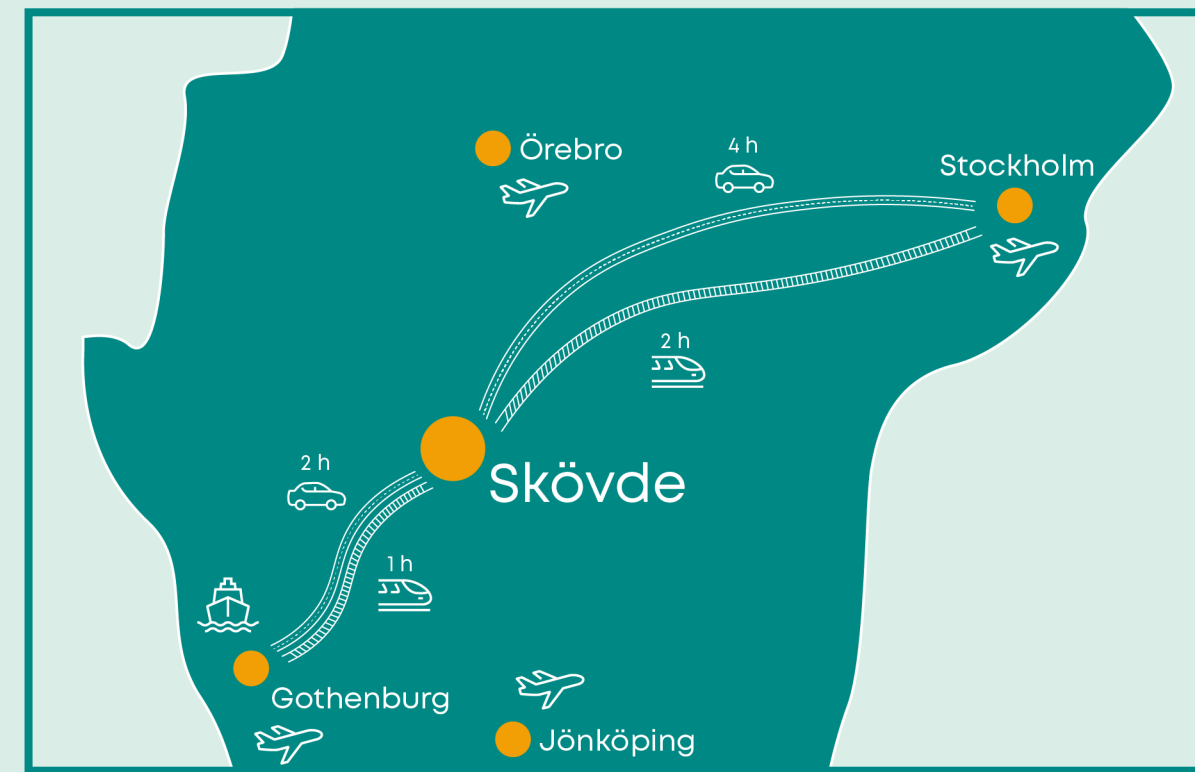 Örebro
4 h
Stockholm
2 h
Skövde
2 h
1 h
Gothenburg
Jönköping